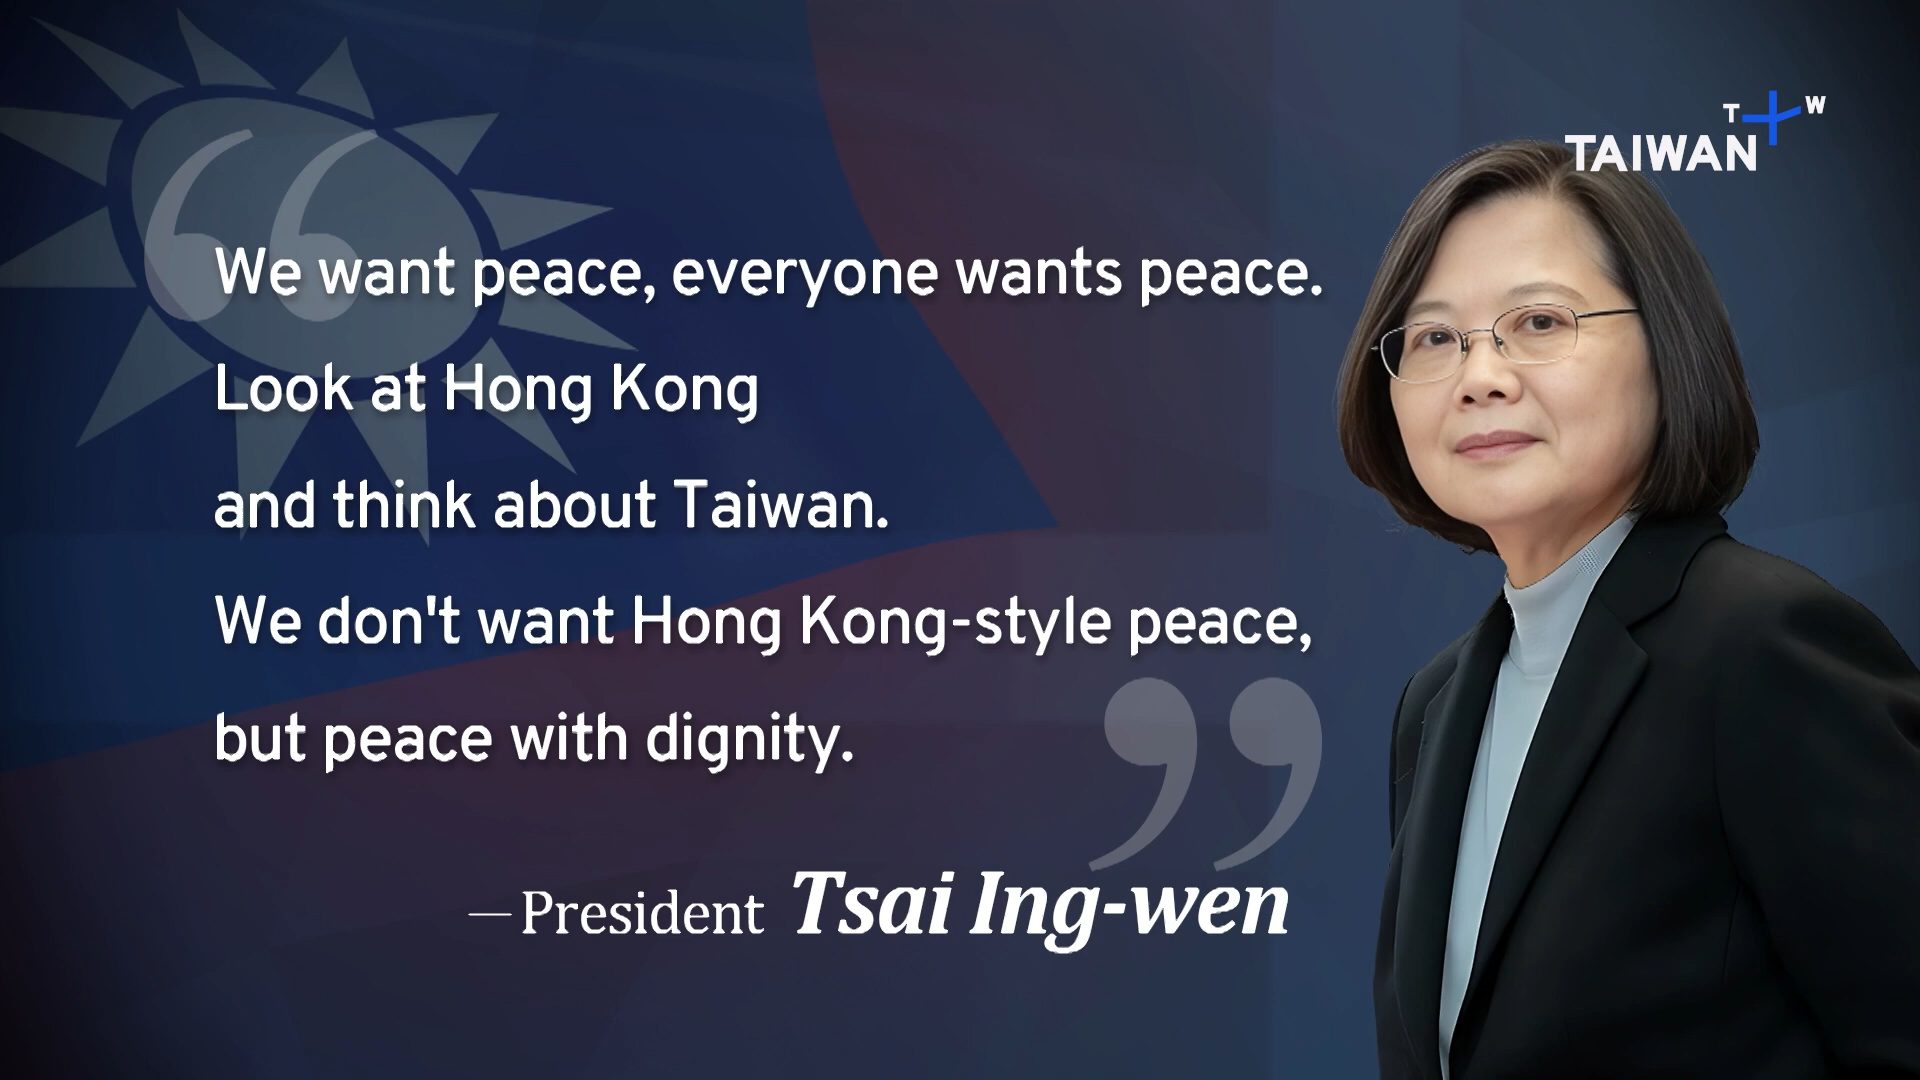 T W
TAIWAN
“
We want peace, everyone wants peace.
Look at Hong Kong
and think about Taiwan.
We don't want Hong Kong-style peace,
but peace with dignity.
”
—President Tsai Ing-wen